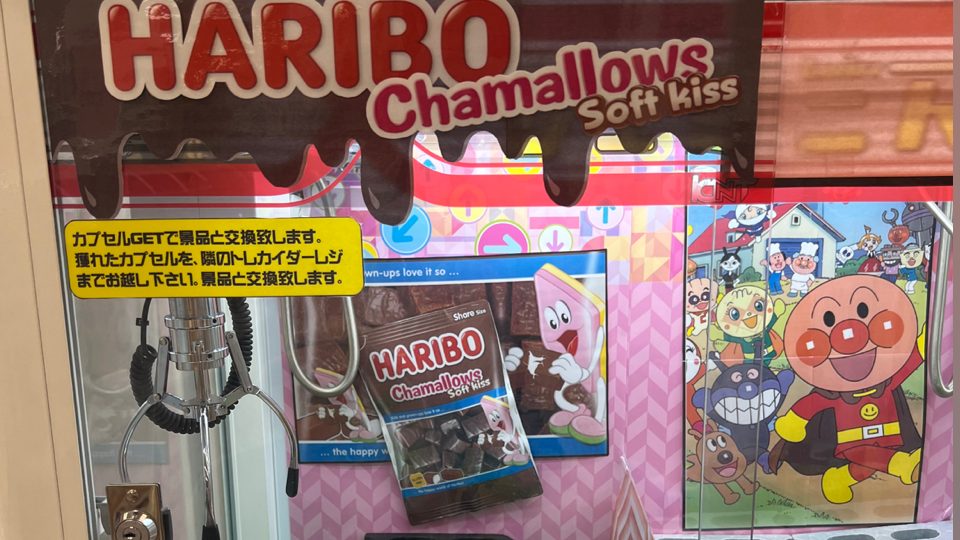 HARIBO
Chamallows
Soft kiss
カプセルGETで景品と交換致します。
獲れたカプセルを、隣のトレカイダーレジ
までお越し下さい。景品と交換致します。
wn-ups love it so ...
Share Size
HARIBO
Chamallows
Soft kiss
... the happy w